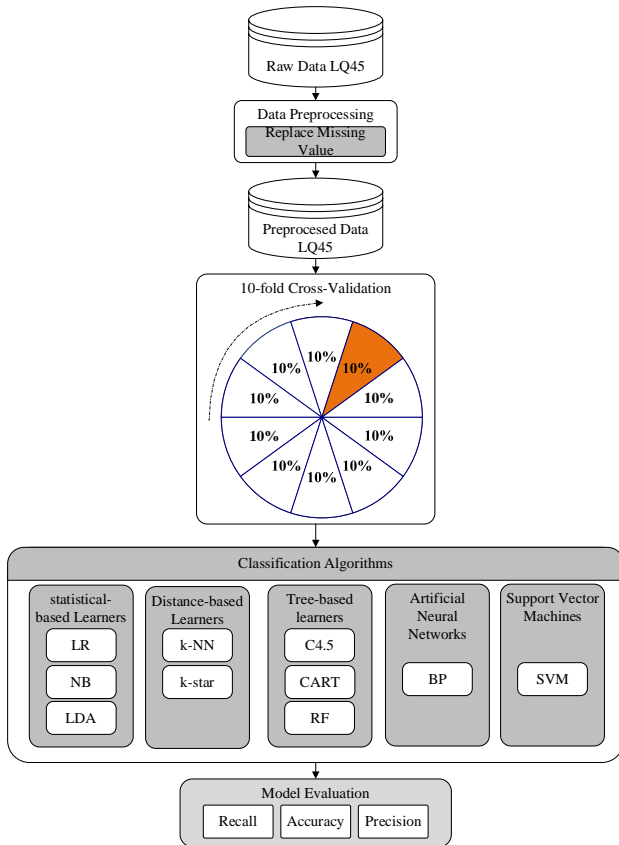 Raw Data LQ45
Data Preprocessing
Replace Missing
Value
Preprocesed Data
LQ45
10-fold Cross-Validation
10%
10%
10%
10%
10%
10%
10%
10%
10%
10%
Classification Algorithms
statistical-
based Learners
LR
NB
LDA
Distance-based
Learners
k-NN
k-star
Tree-based
learners
C4.5
CART
RF
Artificial
Neural
Networks
BP
Support Vector
Machines
SVM
Model Evaluation
Recall
Accuracy
Precision